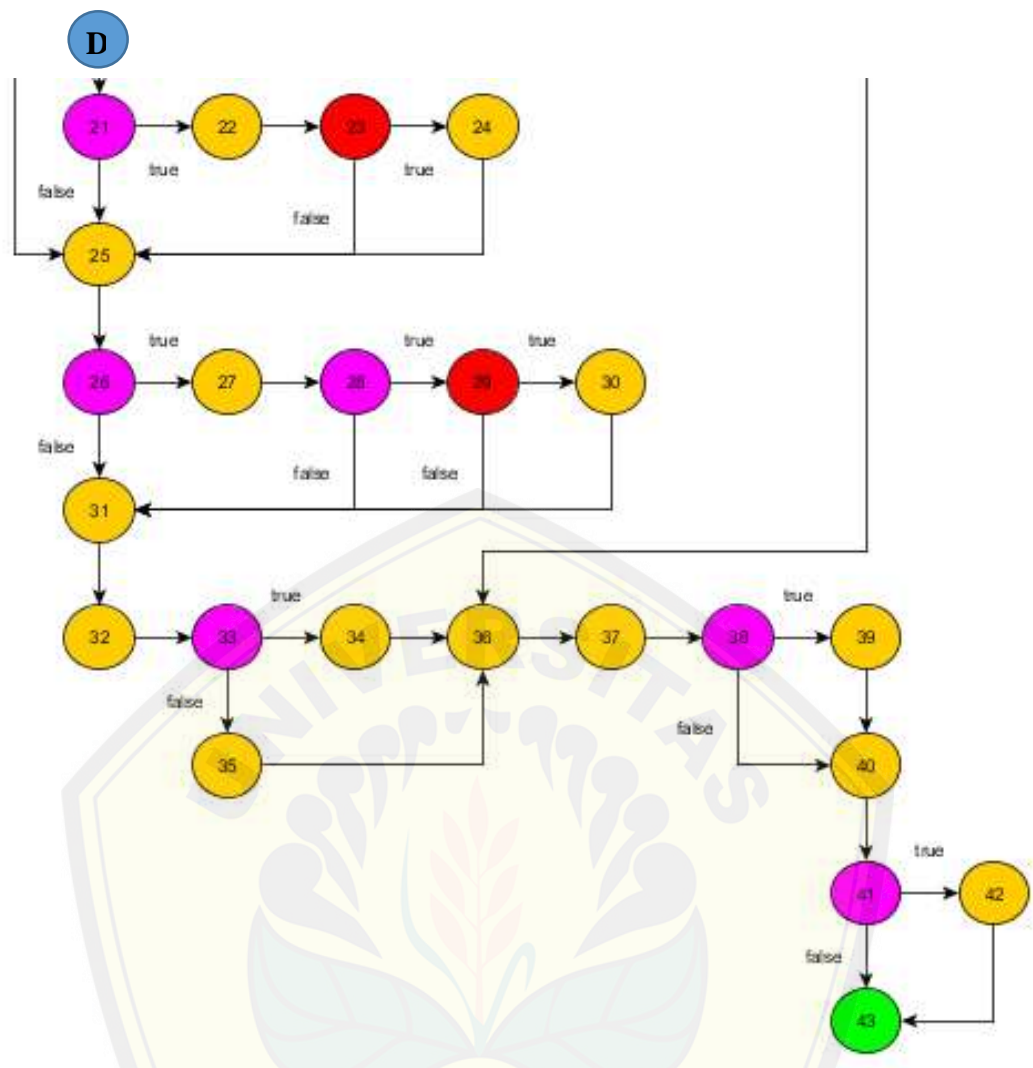 D
21 22 23 24
true true
false
false
25
true true true
26 27 28 29 30
false
false false
31
true true
32 33 34 36 37 38 39
false
false
35 40
UNIVERSITAS
true
41 42
false
43